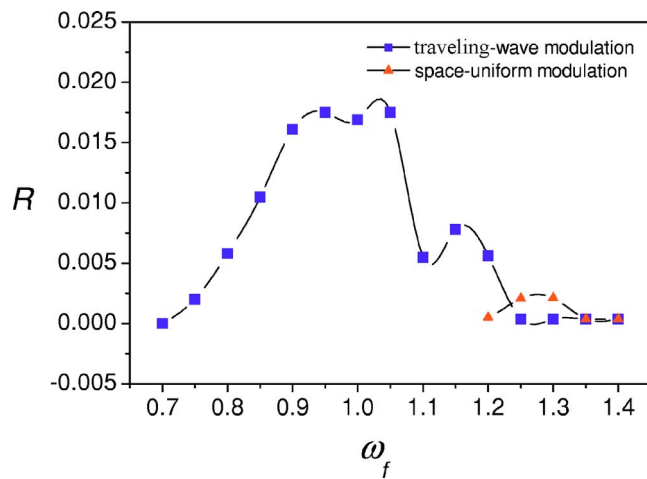 0.025
0.020
0.015
0.010
0.005
0.000
-0.005
R
traveling-wave modulation
space-uniform modulation
0.7 0.8 0.9 1.0 1.1 1.2 1.3 1.4
ω_f